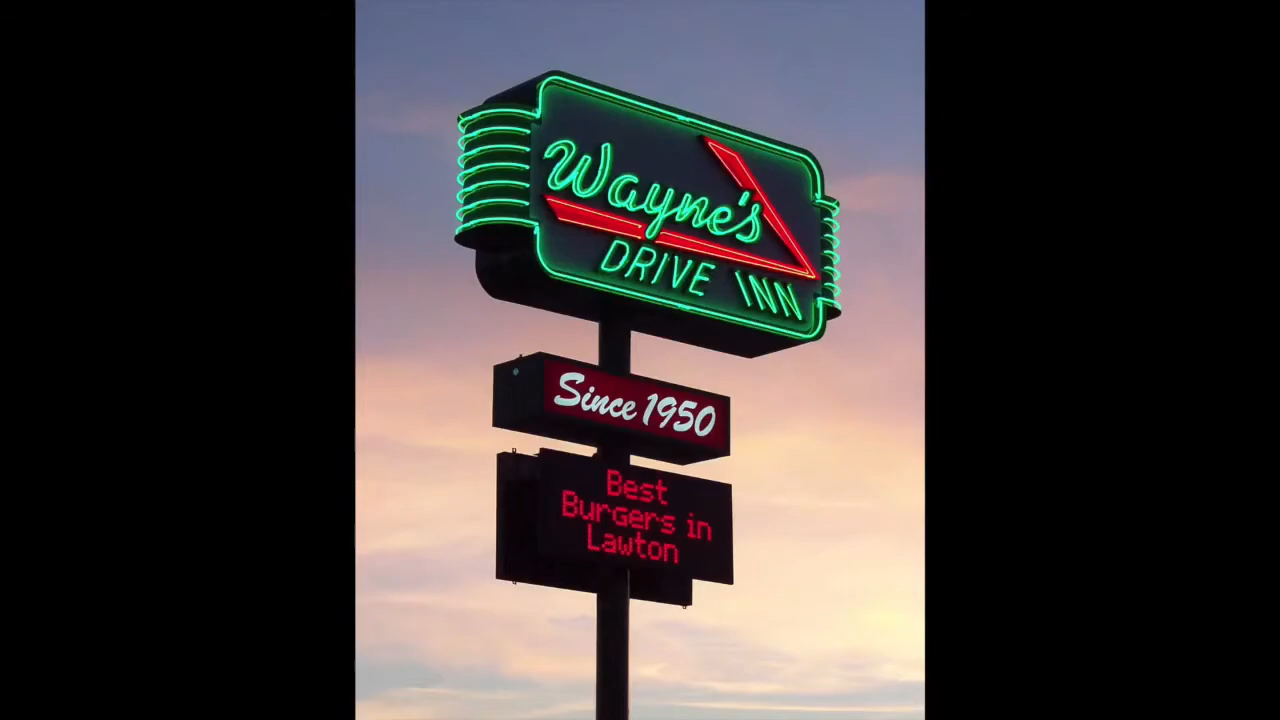 Wayne's
DRIVE INN
Since 1950
Best
Burgers in
Lawton